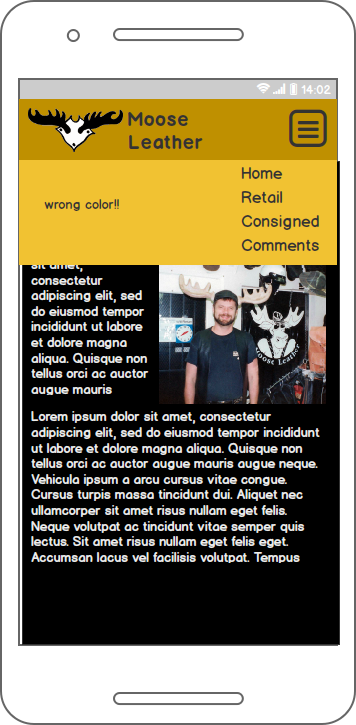 14:02
Moose
Leather
wrong color!!
Home
Retail
Consigned
Comments
sit amet,
consectetur
adipiscing elit, sed
do eiusmod tempor
incididunt ut labore
et dolore magna
aliqua. Quisque non
tellus orci ac auctor
augue mauris
Moose Leather
Lorem ipsum dolor sit amet, consectetur
adipiscing elit, sed do eiusmod tempor incididunt
ut labore et dolore magna aliqua. Quisque non
tellus orci ac auctor augue mauris augue neque.
Vehicula ipsum a arcu cursus vitae congue.
Cursus turpis massa tincidunt dui. Aliquet nec
ullamcorper sit amet risus nullam eget felis.
Neque volutpat ac tincidunt vitae semper quis
lectus. Sit amet risus nullam eget felis eget.
Accumsan lacus vel facilisis volutpat. Tempus